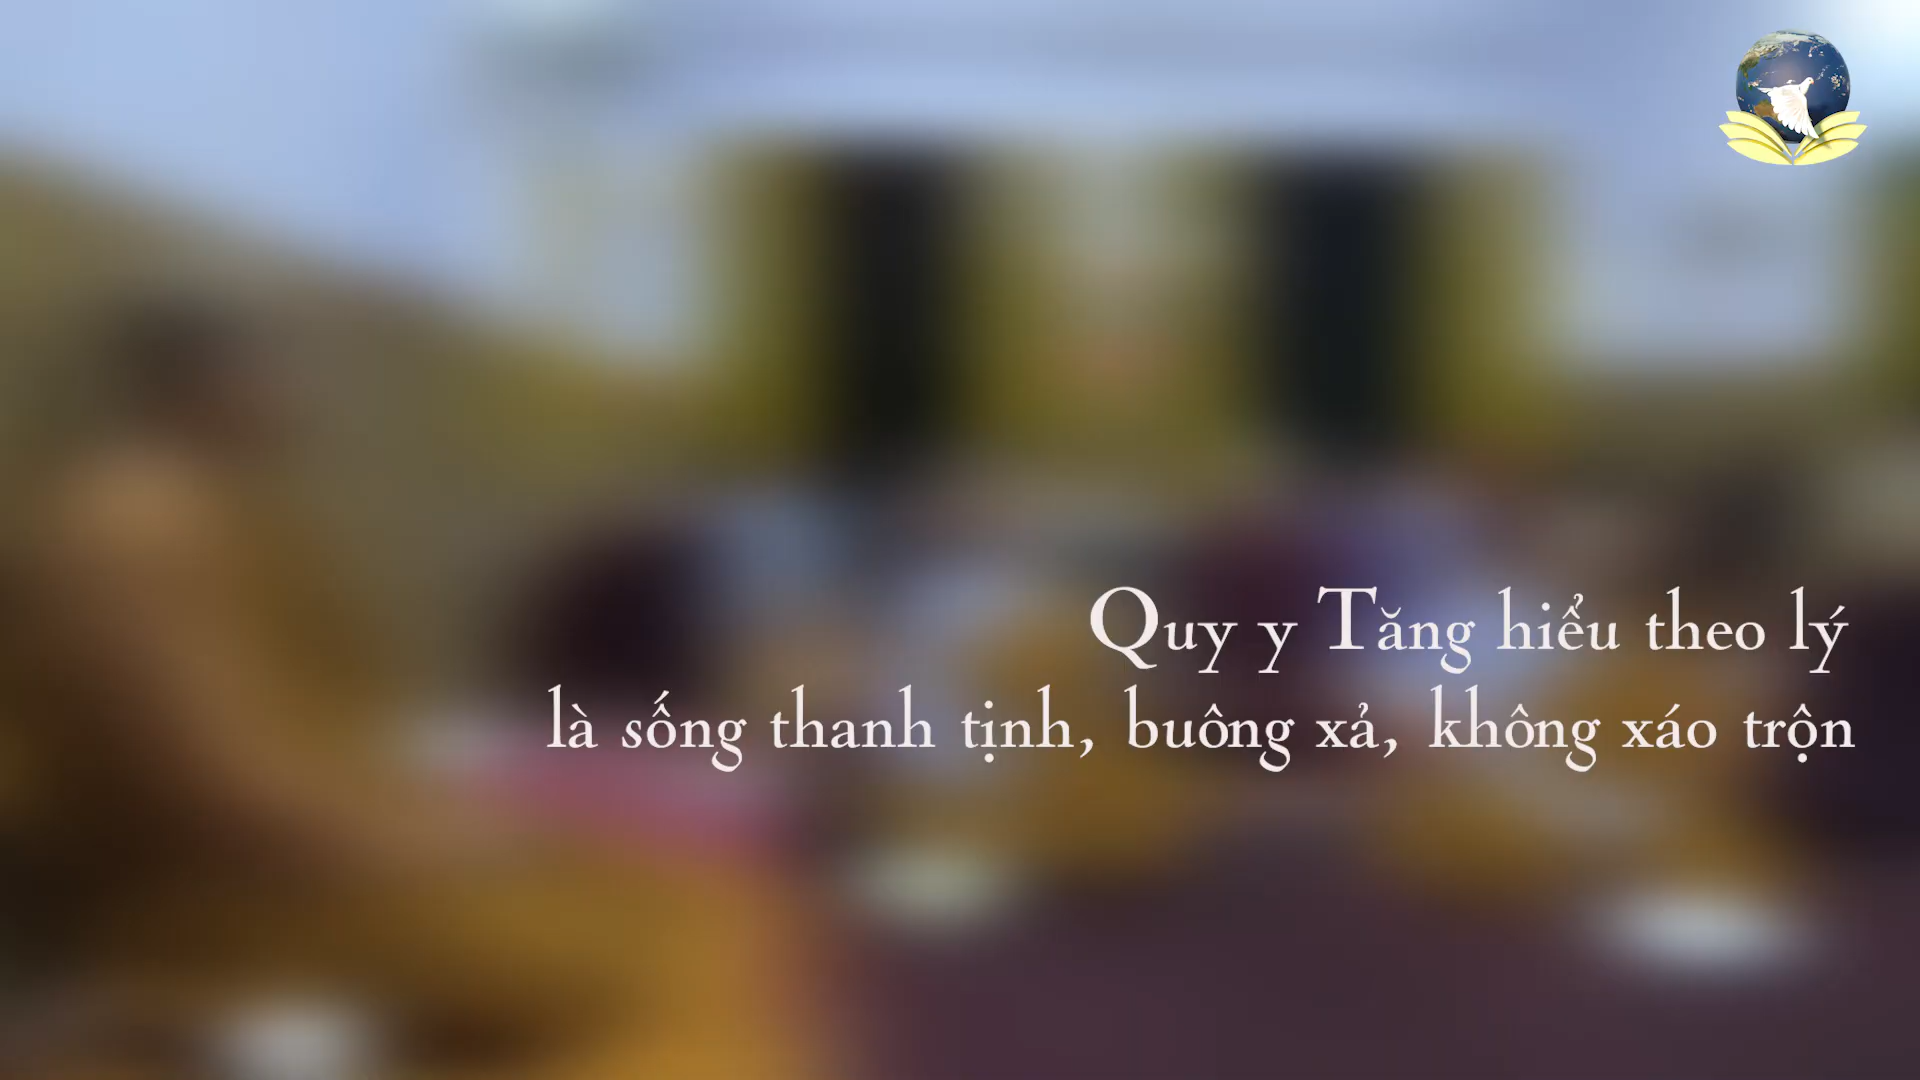 Quy y Tăng hiểu theo lý
là sống thanh tịnh, buông xả, không xáo trộn